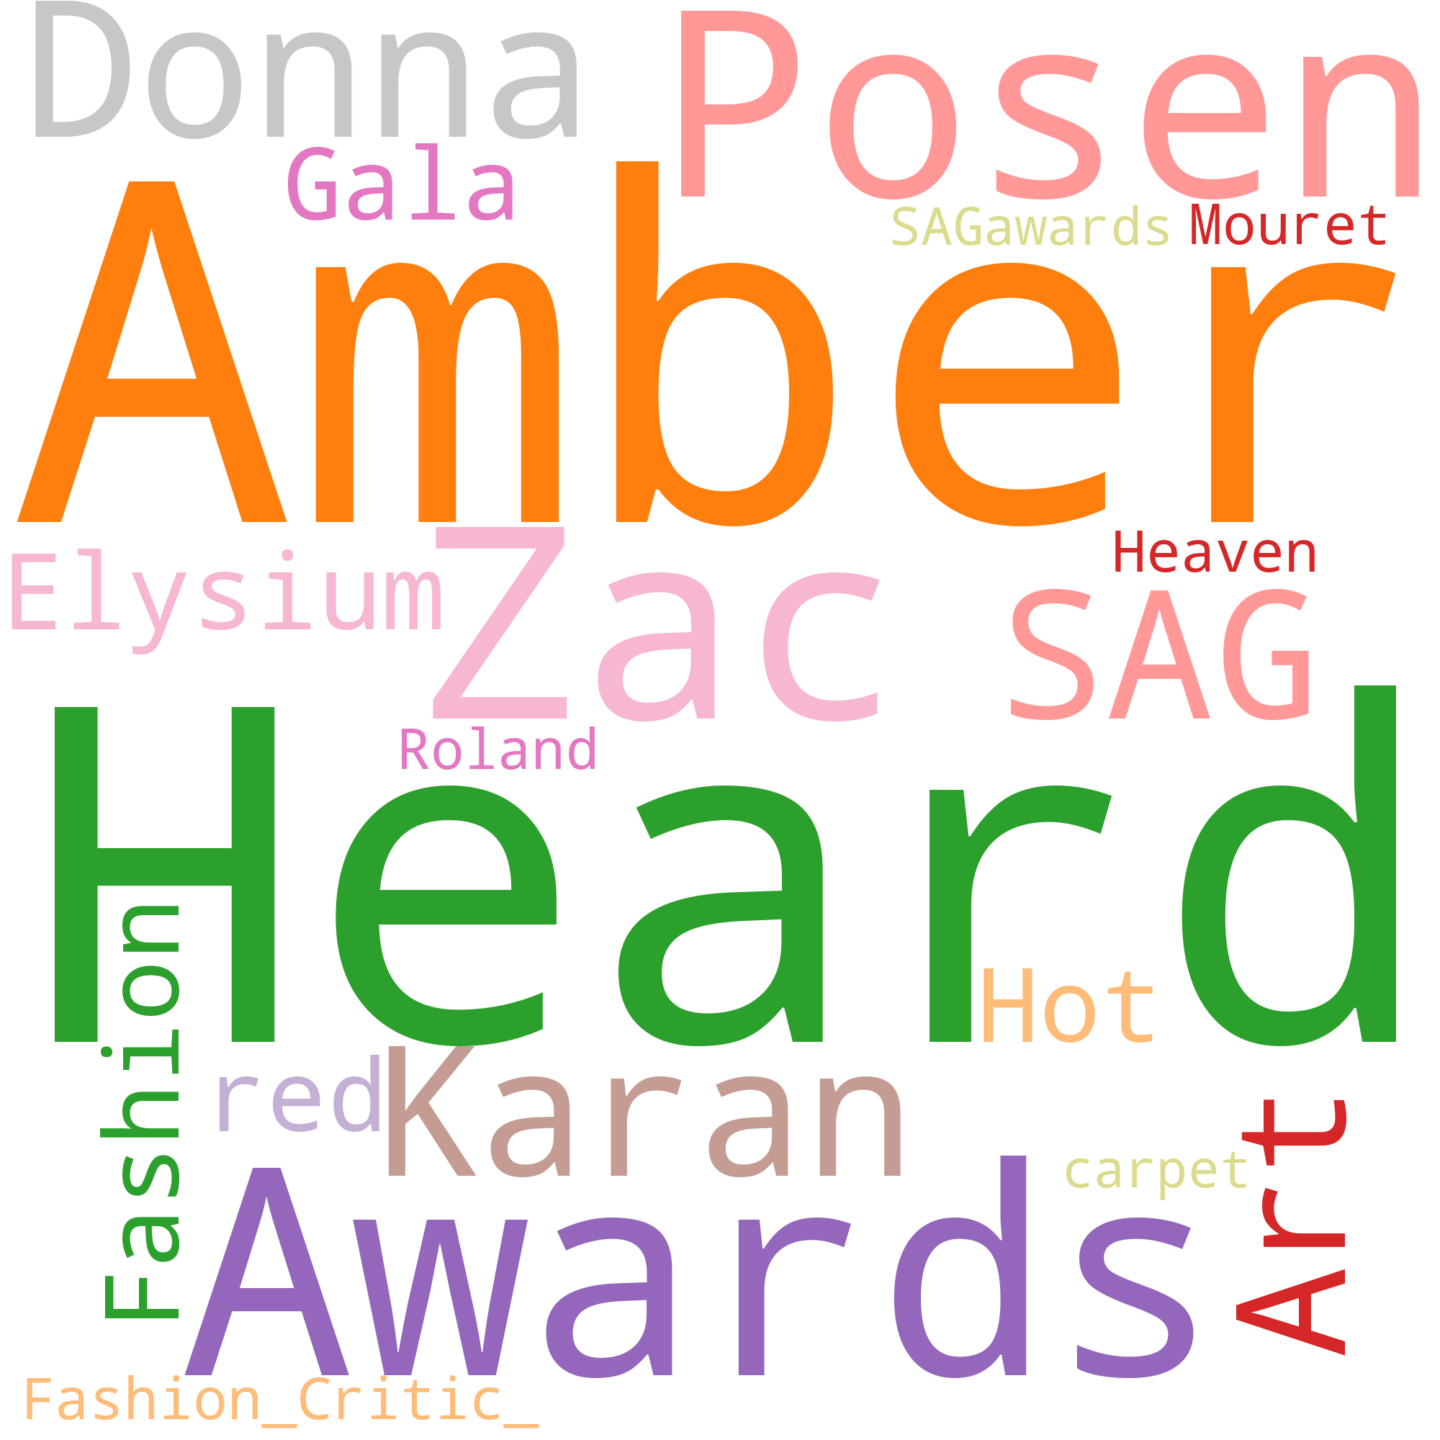 Donna
Posen
Gala
SAGawards
Mouret
Amber
Heaven
Elysium
Zac
SAG
Roland
Heard
Fashion
Hot
red
Karan
carpet
Art
Awards
Fashion_Critic_